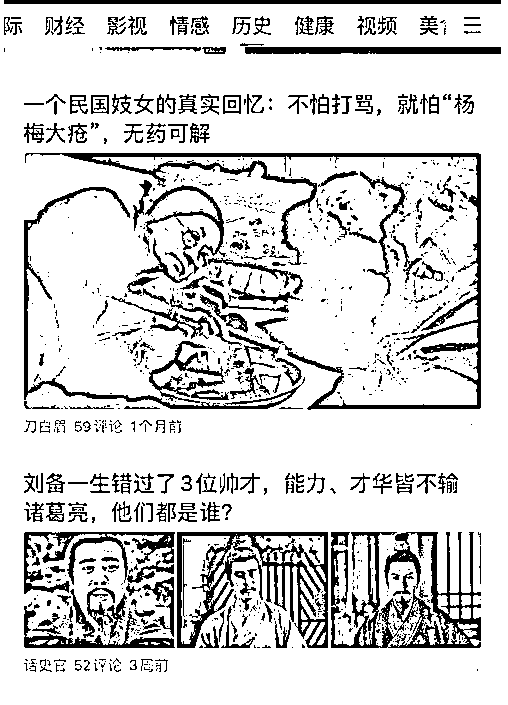 际 财经 影视 情感 历史 健康 视频 美
一个民国妓女的真实回忆：不怕打骂，就怕“杨
梅大疮”，无药可解
刀白眉 59评论 1个月前
刘备一生错过了3位帅才，能力、才华皆不输
诸葛亮，他们都是谁？
话史官 52评论 3周前